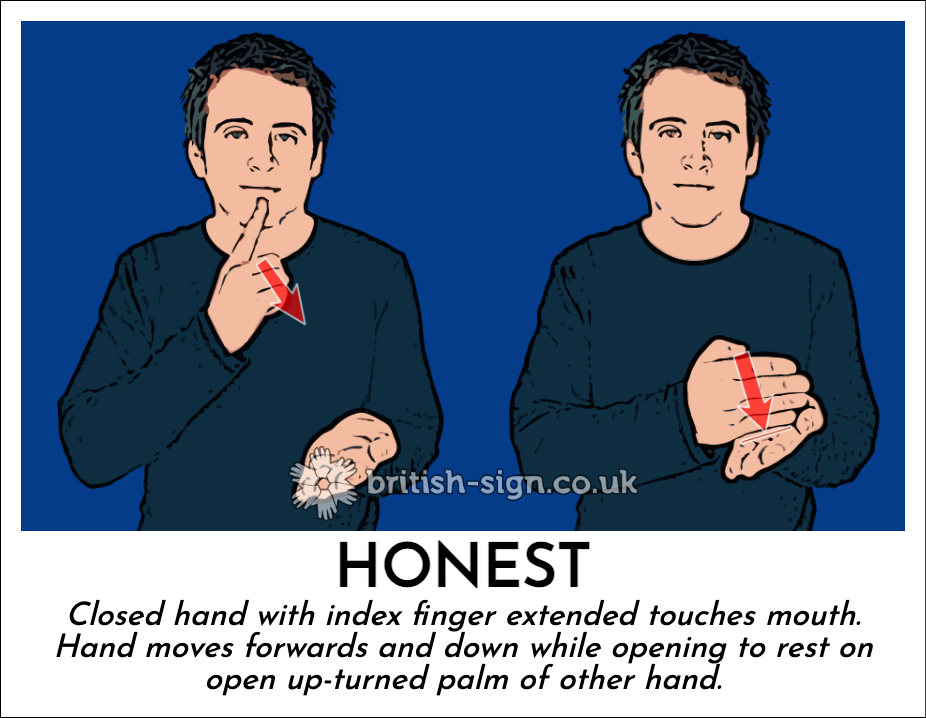 british-sign.co.uk
HONEST
Closed hand with index finger extended touches mouth.
Hand moves forwards and down while opening to rest on
open up-turned palm of other hand.